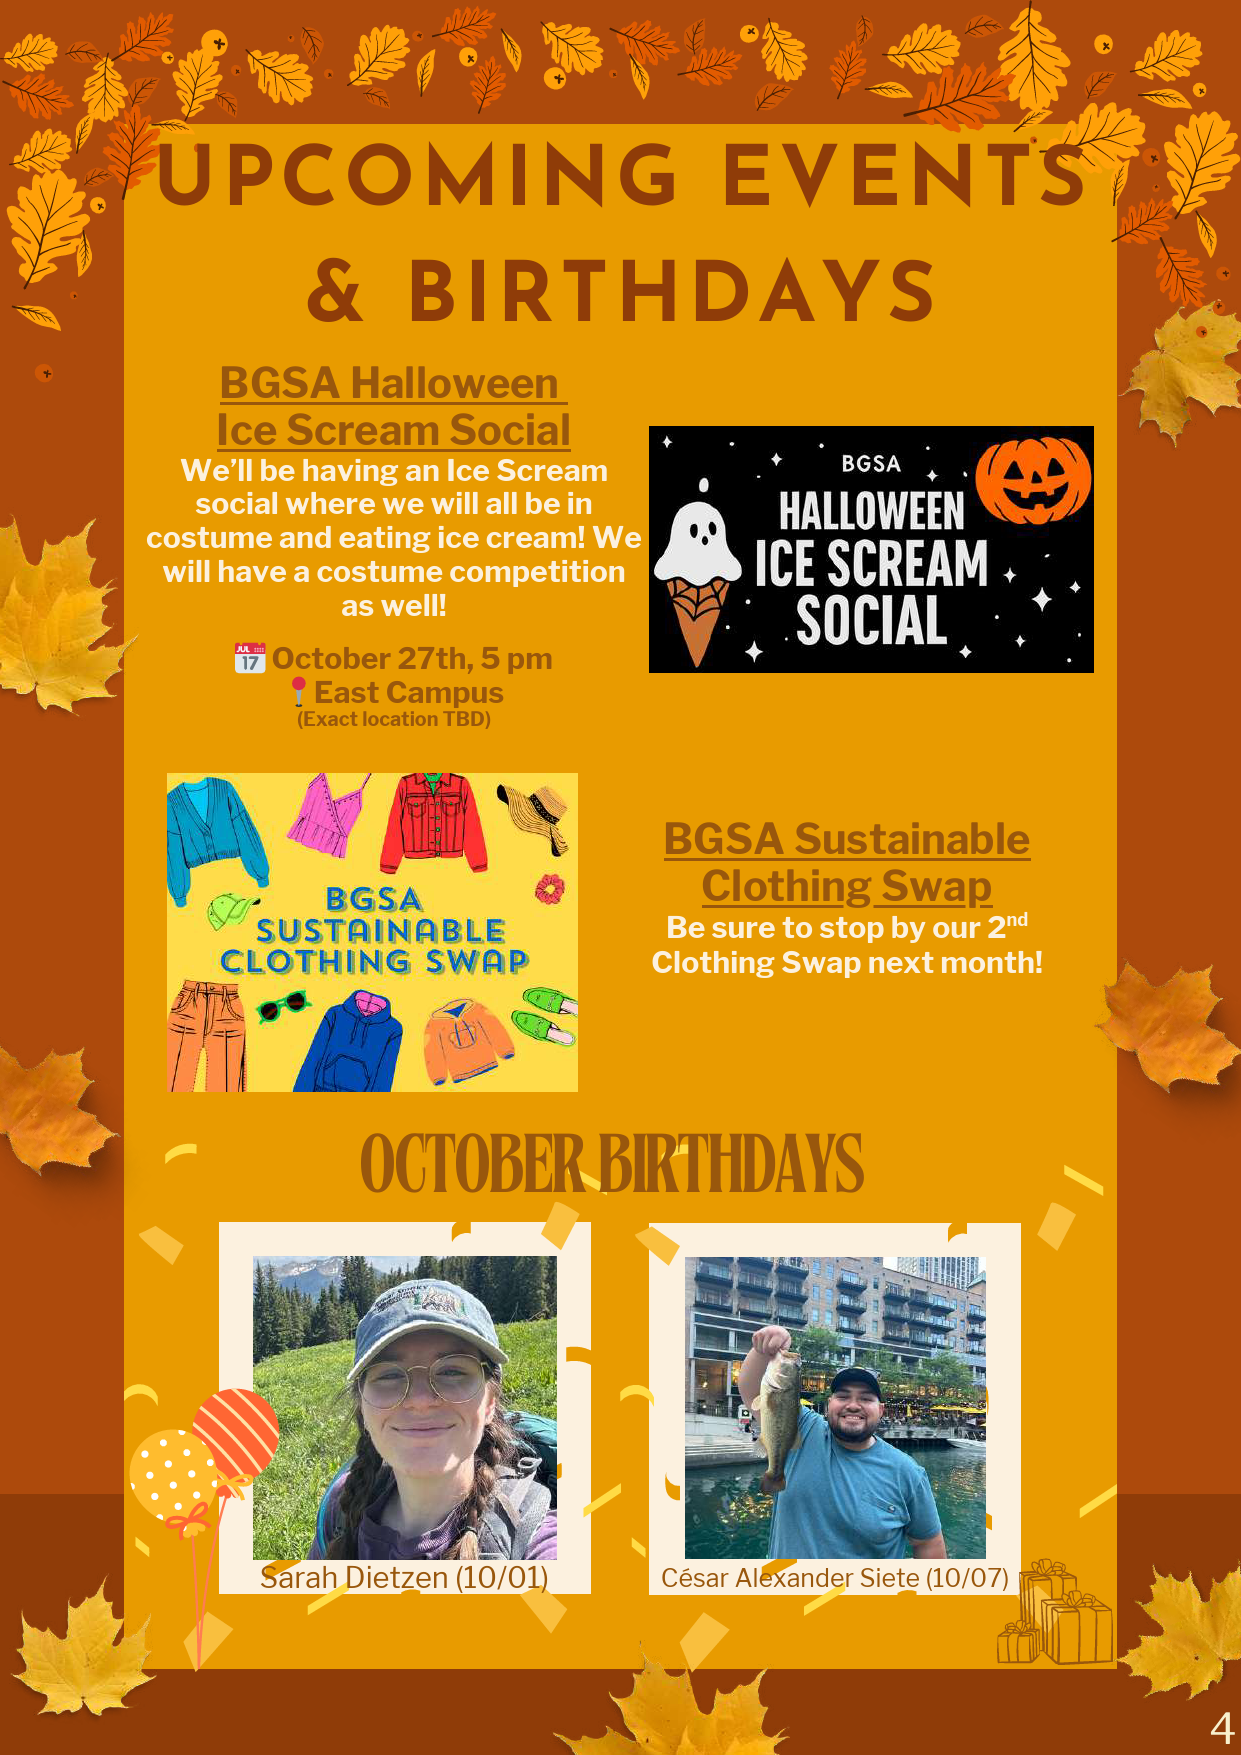 UPCOMING EVENTS
& BIRTHDAYS
BGSA Halloween
Ice Scream Social
We’ll be having an Ice Scream
social where we will all be in
costume and eating ice cream! We
will have a costume competition
as well!
JUL
17
October 27th, 5 pm
East Campus
(Exact location TBD)
BGSA
HALLOWEEN
ICE SCREAM
SOCIAL
BGSA
SUSTAINABLE
CLOTHING SWAP
BGSA Sustainable
Clothing Swap
Be sure to stop by our 2nd
Clothing Swap next month!
OCTOBER BIRTHDAYS
Sarah Dietzen (10/01)
César Alexander Siete (10/07)
4